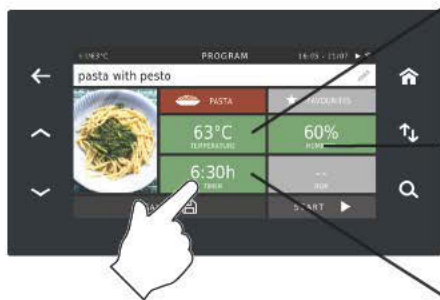 PROGRAM
pasta with pesto
PASTA
FAVOURITES
63°C
60%
TEMPERATURE
6:30h
--
TIMER
START